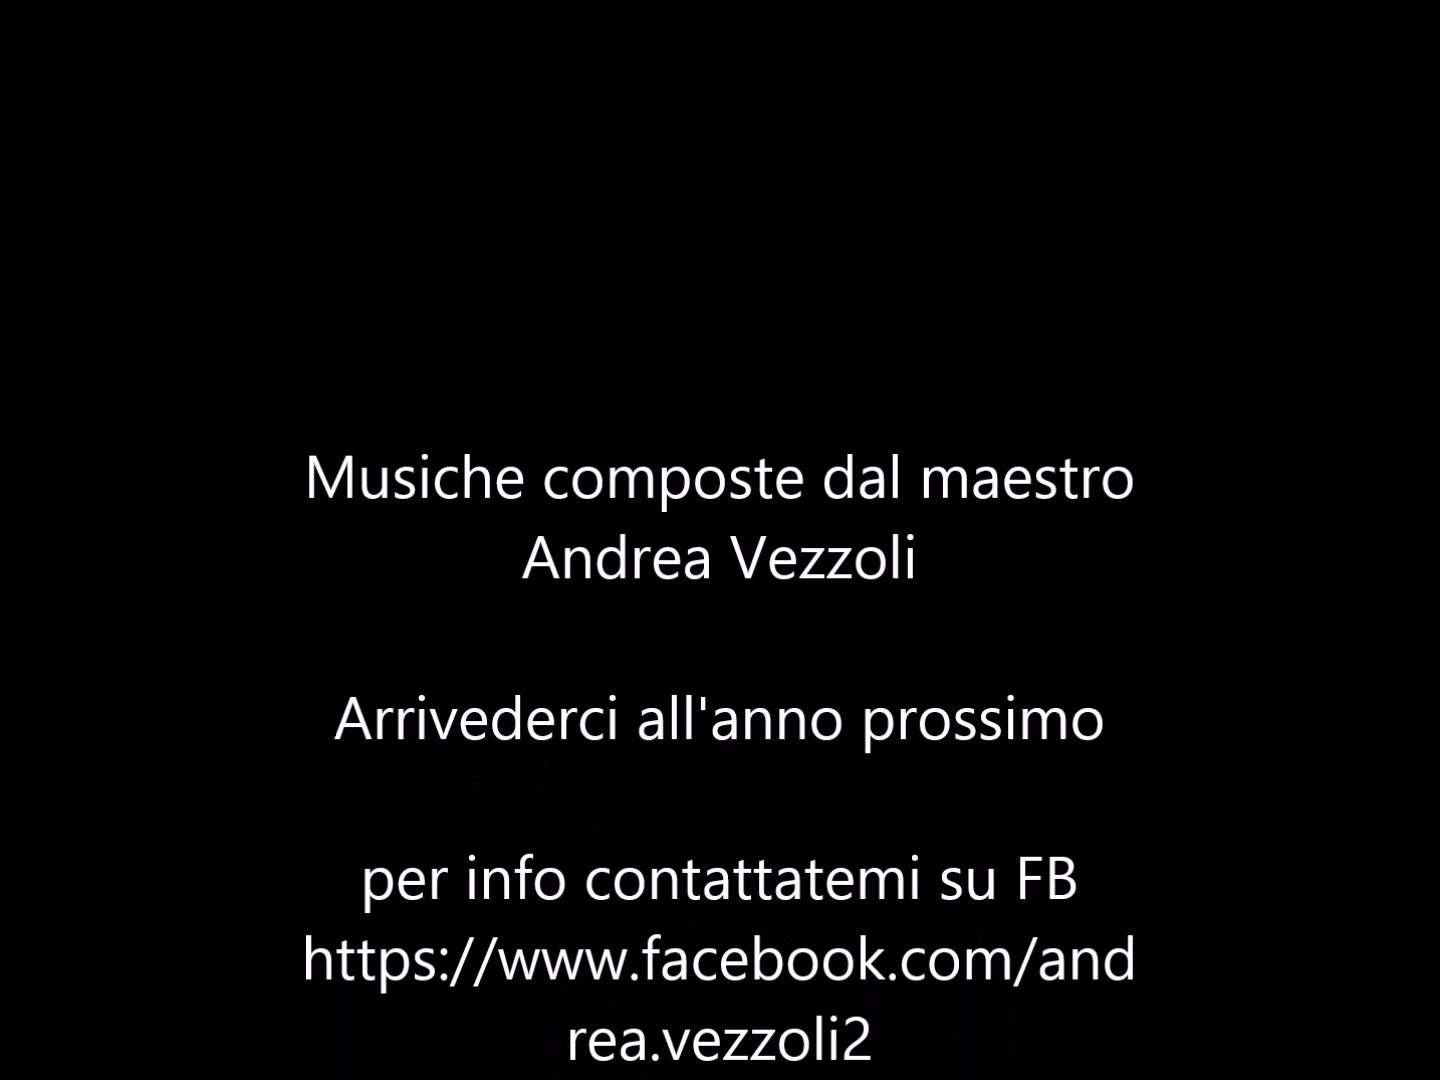 Musiche composte dal maestro
Andrea Vezzoli
Arrivederci all'anno prossimo
per info contattatemi su FB
https://www.facebook.com/and
rea.vezzoli2